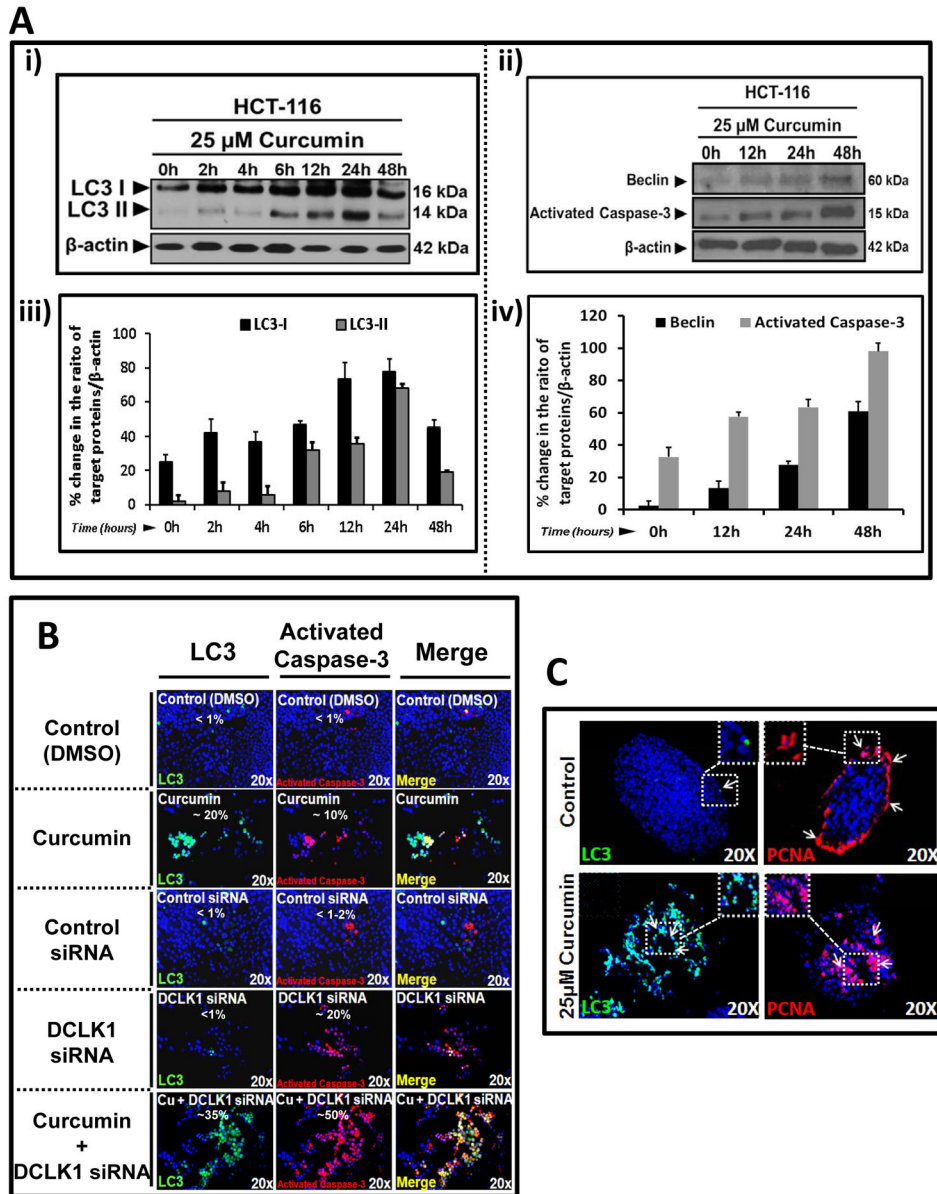 A
i)
HCT-116
25 µM Curcumin
0h 2h 4h 6h 12h 24h 48h
LC3 I 16 kDa
LC3 II 14 kDa
β-actin 42 kDa
ii)
HCT-116
25 µM Curcumin
0h 12h 24h 48h
Beclin 60 kDa
Activated Caspase-3 15 kDa
β-actin 42 kDa
iii)
LC3-I LC3-II
% change in the raito of
target proteins/β-actin
100
80
60
40
20
0
Time (hours) 0h 2h 4h 6h 12h 24h 48h
iv)
Beclin Activated Caspase-3
% change in the raito of
target proteins/β-actin
120
100
80
60
40
20
0
Time (hours) 0h 12h 24h 48h
B
LC3
Activated
Caspase-3
Merge
Control
(DMSO)
Control (DMSO)
< 1%
LC3 20x
Control (DMSO)
< 1%
Activated Caspase-3 20x
Control (DMSO)
Merge 20x
Curcumin
Curcumin
~ 20%
LC3 20x
Curcumin
~ 10%
Activated Caspase-3 20x
Curcumin
Merge 20x
Control
siRNA
Control siRNA
< 1%
LC3 20x
Control siRNA
< 1-2%
Activated Caspase-3 20x
Control siRNA
Merge 20x
DCLK1
siRNA
DCLK1 siRNA
<1%
LC3 20x
DCLK1 siRNA
~ 20%
Activated Caspase-3 20x
DCLK1 siRNA
Merge 20x
Curcumin
+
DCLK1 siRNA
Cu + DCLK1 siRNA
~35%
LC3 20x
Cu + DCLK1 siRNA
~50%
Activated Caspase-3 20x
Cu + DCLK1 siRNA
Merge 20x
C
Control
LC3 20X
PCNA 20X
25µM Curcumin
LC3 20X
PCNA 20X